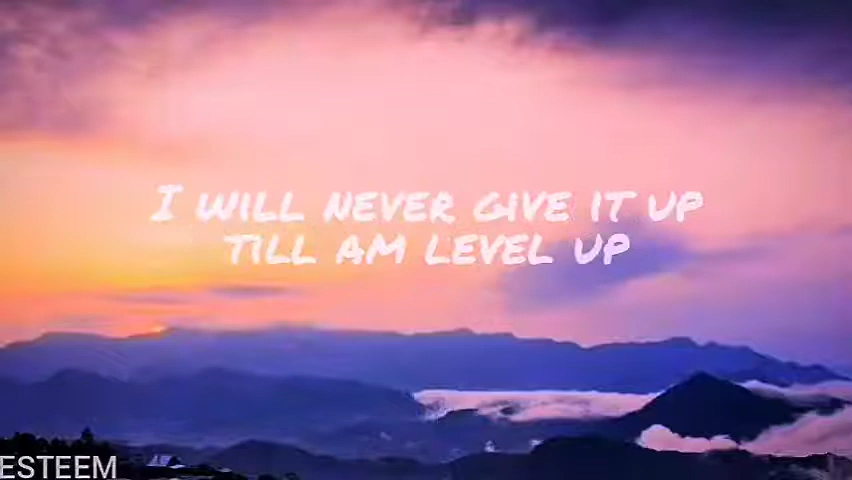 I WILL NEVER GIVE IT UP
TILL AM LEVEL UP
ESTEEM